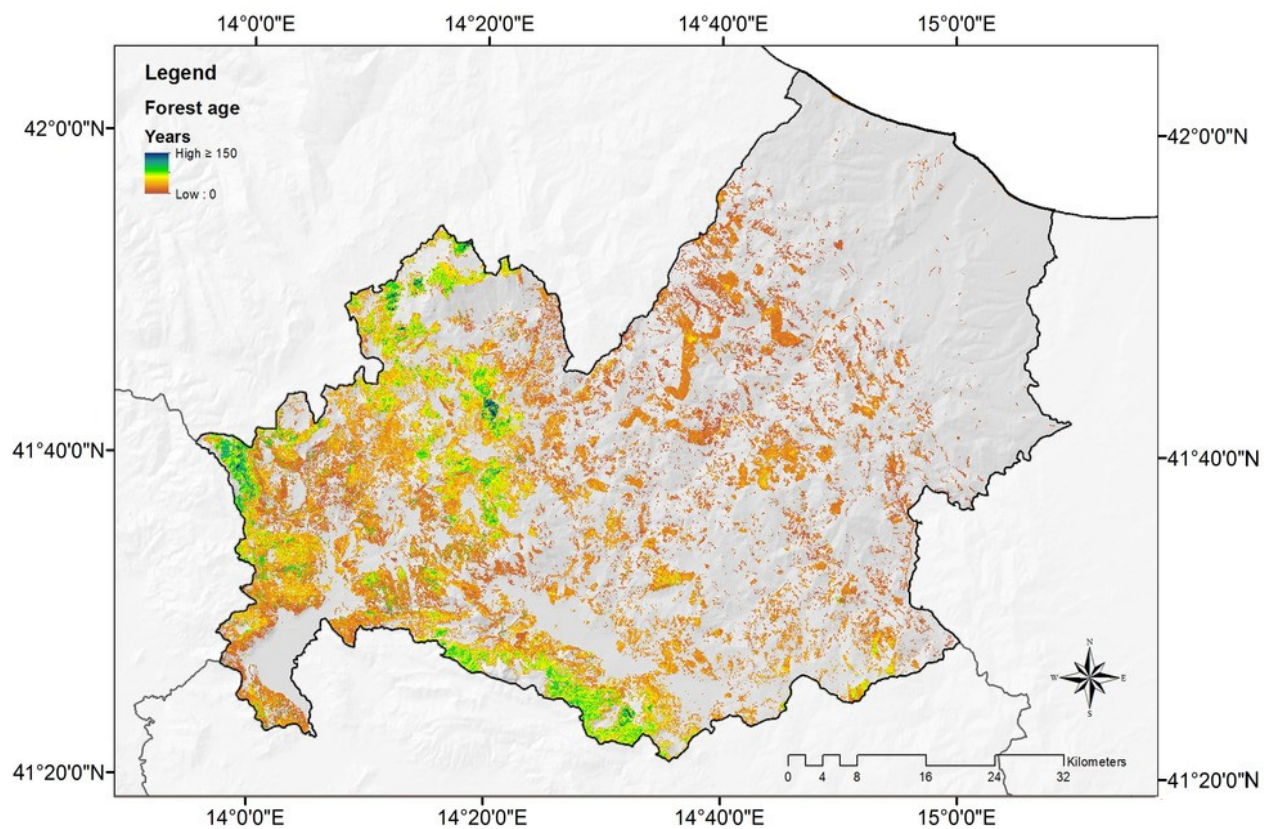 14°0'0"E 14°20'0"E 14°40'0"E 15°0'0"E
Legend
Forest age
Years
High ≥ 150
Low : 0
42°0'0"N 42°0'0"N
41°40'0"N 41°40'0"N
N
W E
S
Kilometers
0 4 8 16 24 32
41°20'0"N 41°20'0"N
14°0'0"E 14°20'0"E 14°40'0"E 15°0'0"E